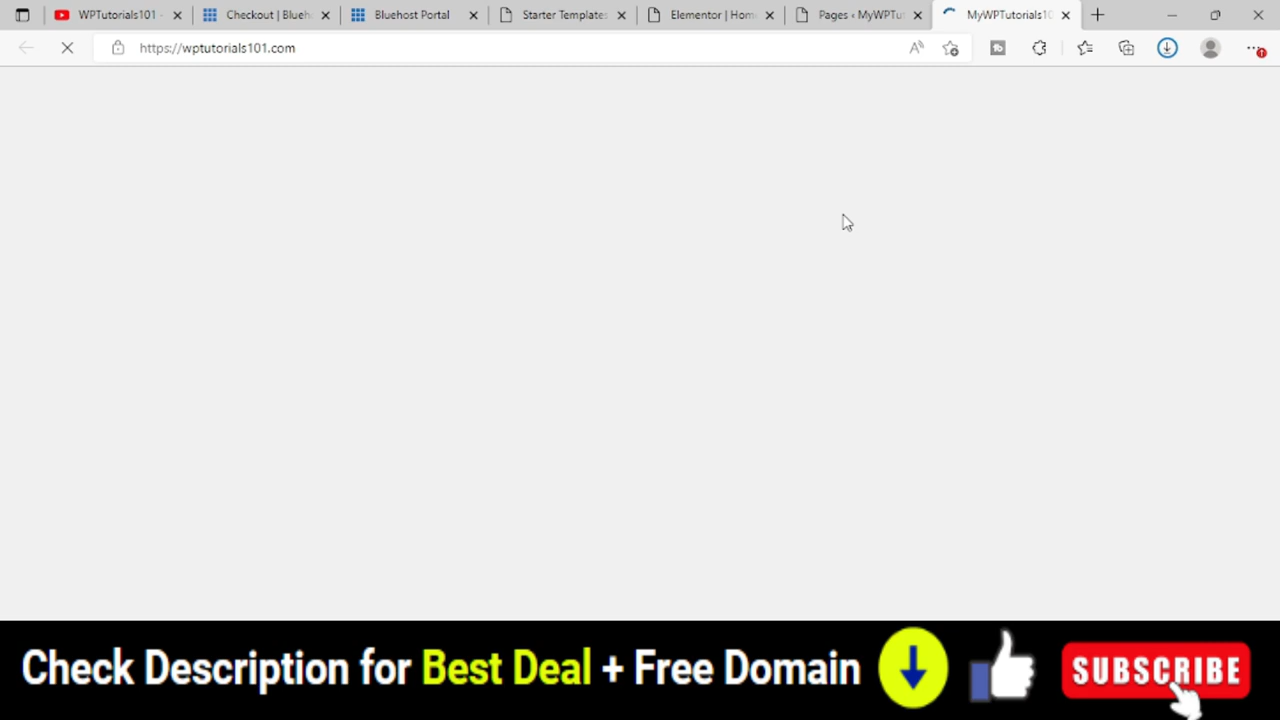 WPTutorials101 -
Checkout | Blueh
Bluehost Portal
Starter Templates
Elementor | Hom
Pages ‹ MyWPTut
MyWPTutorials10
https://wptutorials101.com
Check Description for Best Deal + Free Domain
SUBSCRIBE